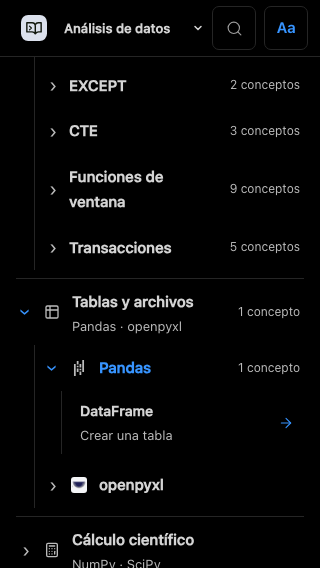 Análisis de datos
Aa
EXCEPT 2 conceptos
CTE 3 conceptos
Funciones de
ventana
9 conceptos
Transacciones 5 conceptos
Tablas y archivos
1 concepto
Pandas · openpyxl
Pandas 1 concepto
DataFrame
Crear una tabla
openpyxl
Cálculo científico
NumPy · SciPy